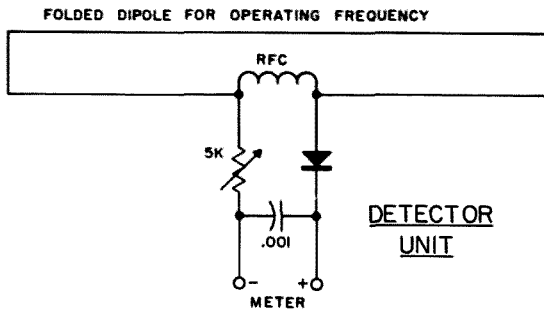 FOLDED DIPOLE FOR OPERATING FREQUENCY
RFC
5K
.001
DETECTOR
UNIT
- +
METER